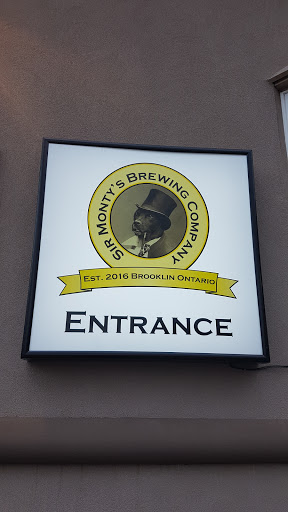 SIR MONTY'S BREWING COMPANY
EST. 2016 BROOKLIN ONTARIO
ENTRANCE